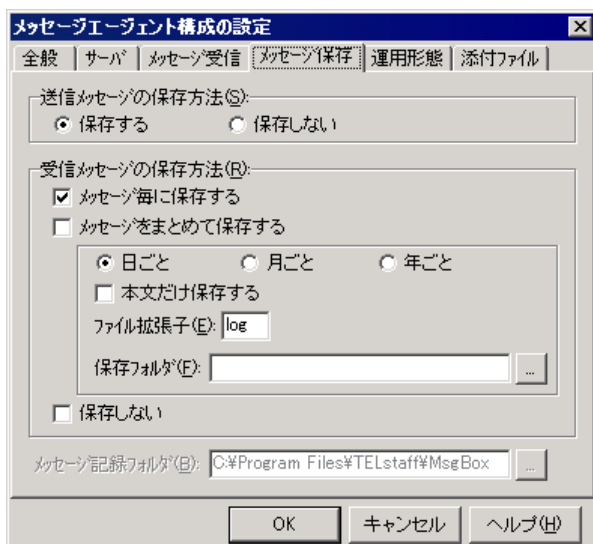 メッセージエージェント構成の設定
全般 サーバ メッセージ受信 メッセージ保存 運用形態 添付ファイル
送信メッセージの保存方法(S):
保存する 保存しない
受信メッセージの保存方法(R):
メッセージ毎に保存する
メッセージをまとめて保存する
日ごと 月ごと 年ごと
本文だけ保存する
ファイル拡張子(E): log
保存フォルダ(F): ...
保存しない
メッセージ記録フォルダ(B): C:¥Program Files¥TELstaff¥MsgBox ...
OK キャンセル ヘルプ(H)